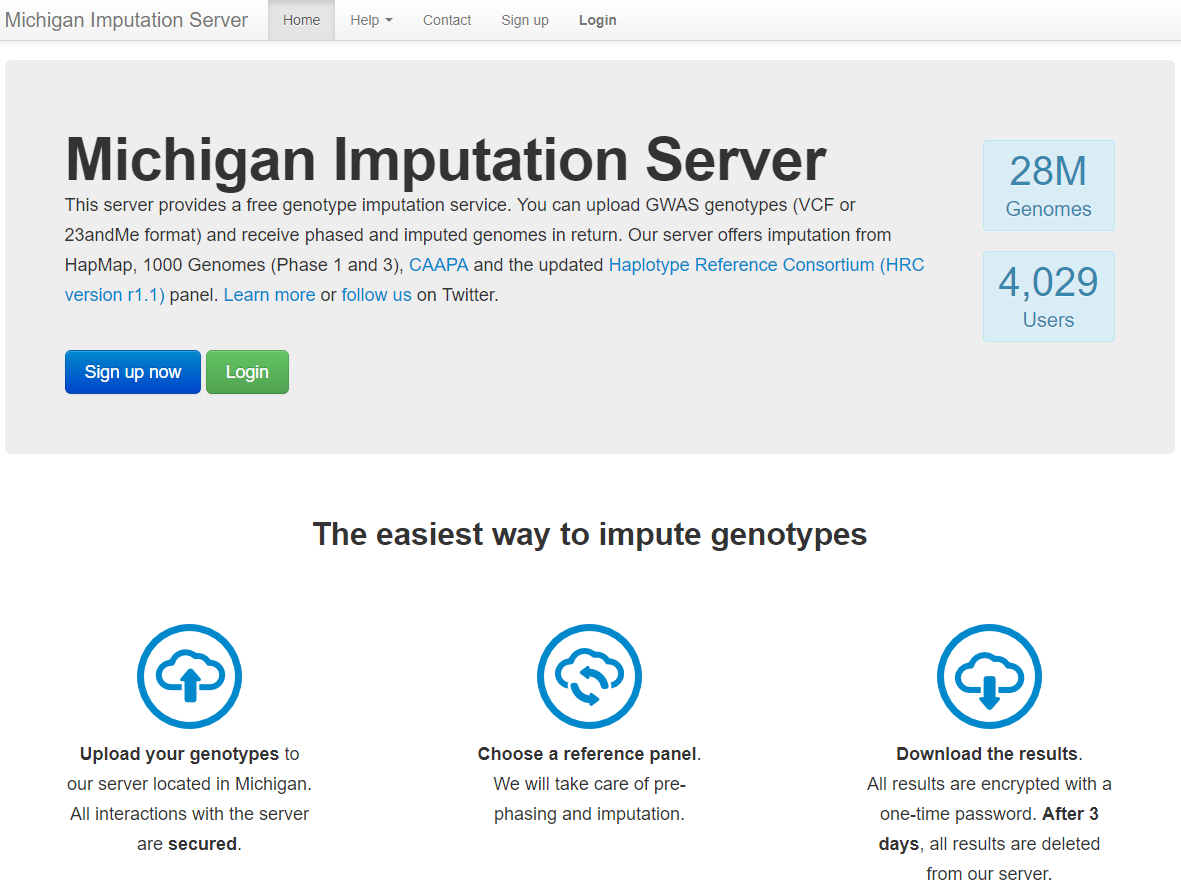 Michigan Imputation Server Home Help Contact Sign up Login
Michigan Imputation Server
This server provides a free genotype imputation service. You can upload GWAS genotypes (VCF or
23andMe format) and receive phased and imputed genomes in return. Our server offers imputation from
HapMap, 1000 Genomes (Phase 1 and 3), CAAPA and the updated Haplotype Reference Consortium (HRC
version r1.1) panel. Learn more or follow us on Twitter.
Sign up now Login
28M
Genomes
4,029
Users
The easiest way to impute genotypes
Upload your genotypes to
our server located in Michigan.
All interactions with the server
are secured.
Choose a reference panel.
We will take care of pre-
phasing and imputation.
Download the results.
All results are encrypted with a
one-time password. After 3
days, all results are deleted
from our server.